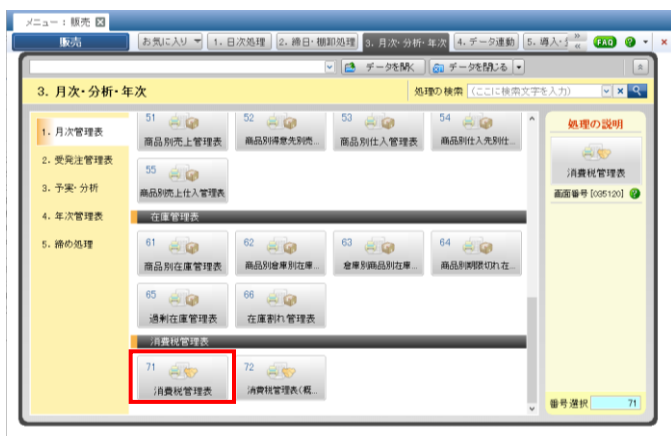 メニュー：販売
販売
お気に入り
1. 日次処理
2. 締日・棚卸処理
3. 月次・分析・年次
4. データ連動
5. 導入・
FAQ
データを開く
データを閉じる
3. 月次・分析・年次
処理の検索
(ここに検索文字を入力)
1. 月次管理表
2. 受発注管理表
3. 予実・分析
4. 年次管理表
5. 締め処理
51
商品別売上管理表
52
商品別得意先別売...
53
商品別仕入管理表
54
商品別仕入先別仕...
55
商品別売上仕入管理表
在庫管理表
61
商品別在庫管理表
62
商品別倉庫別在庫...
63
倉庫別商品別在庫...
64
商品別期限切れ在...
65
過剰在庫管理表
66
在庫割れ管理表
消費税管理表
71
消費税管理表
72
消費税管理表(概...
処理の説明
消費税管理表
画面番号 [035120]
番号選択
71